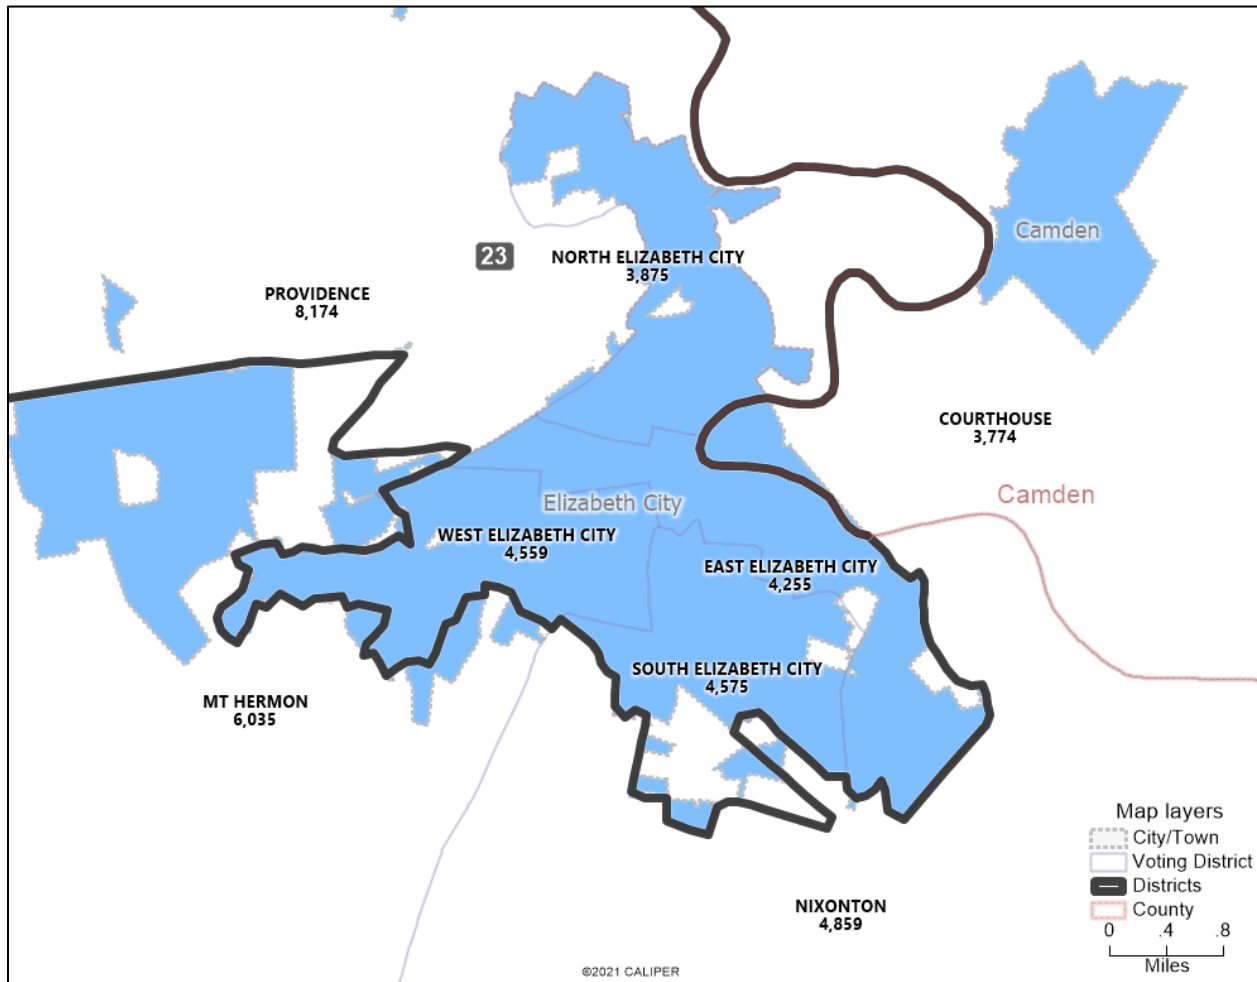 Camden
23
NORTH ELIZABETH CITY
3,875
PROVIDENCE
8,174
COURTHOUSE
3,774
Camden
Elizabeth City
WEST ELIZABETH CITY
4,559
EAST ELIZABETH CITY
4,255
SOUTH ELIZABETH CITY
4,575
MT HERMON
6,035
NIXONTON
4,859
Map layers
City/Town
Voting District
Districts
County
0 .4 .8
Miles
©2021 CALIPER